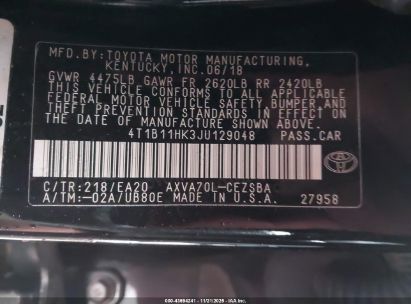 MFD.BY:TOYOTA MOTOR MANUFACTURING,
KENTUCKY, INC.06/18
GVWR 4475LB GAWR FR 2620LB RR 2420LB
THIS VEHICLE CONFORMS TO ALL APPLICABLE
FEDERAL MOTOR VEHICLE SAFETY, BUMPER, AND
THEFT PREVENTION STANDARDS IN EFFECT ON THE
DATE OF MANUFACTURE SHOWN ABOVE.
4T1B11HK3JU129048 PASS.CAR
C/TR:218/EA20 AXVA70L-CEZSBA
A/TM:-02A/UB80E MADE IN U.S.A. 27958
TOYOTA